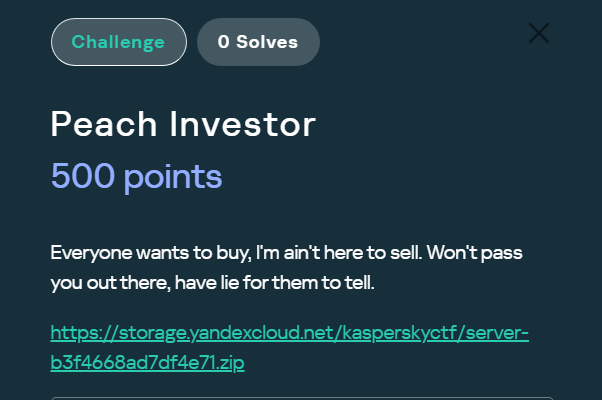 Challenge
0 Solves
Peach Investor
500 points
Everyone wants to buy, I'm ain't here to sell. Won't pass
you out there, have lie for them to tell.
https://storage.yandexcloud.net/kasperskyctf/server-
b3f4668ad7df4e71.zip